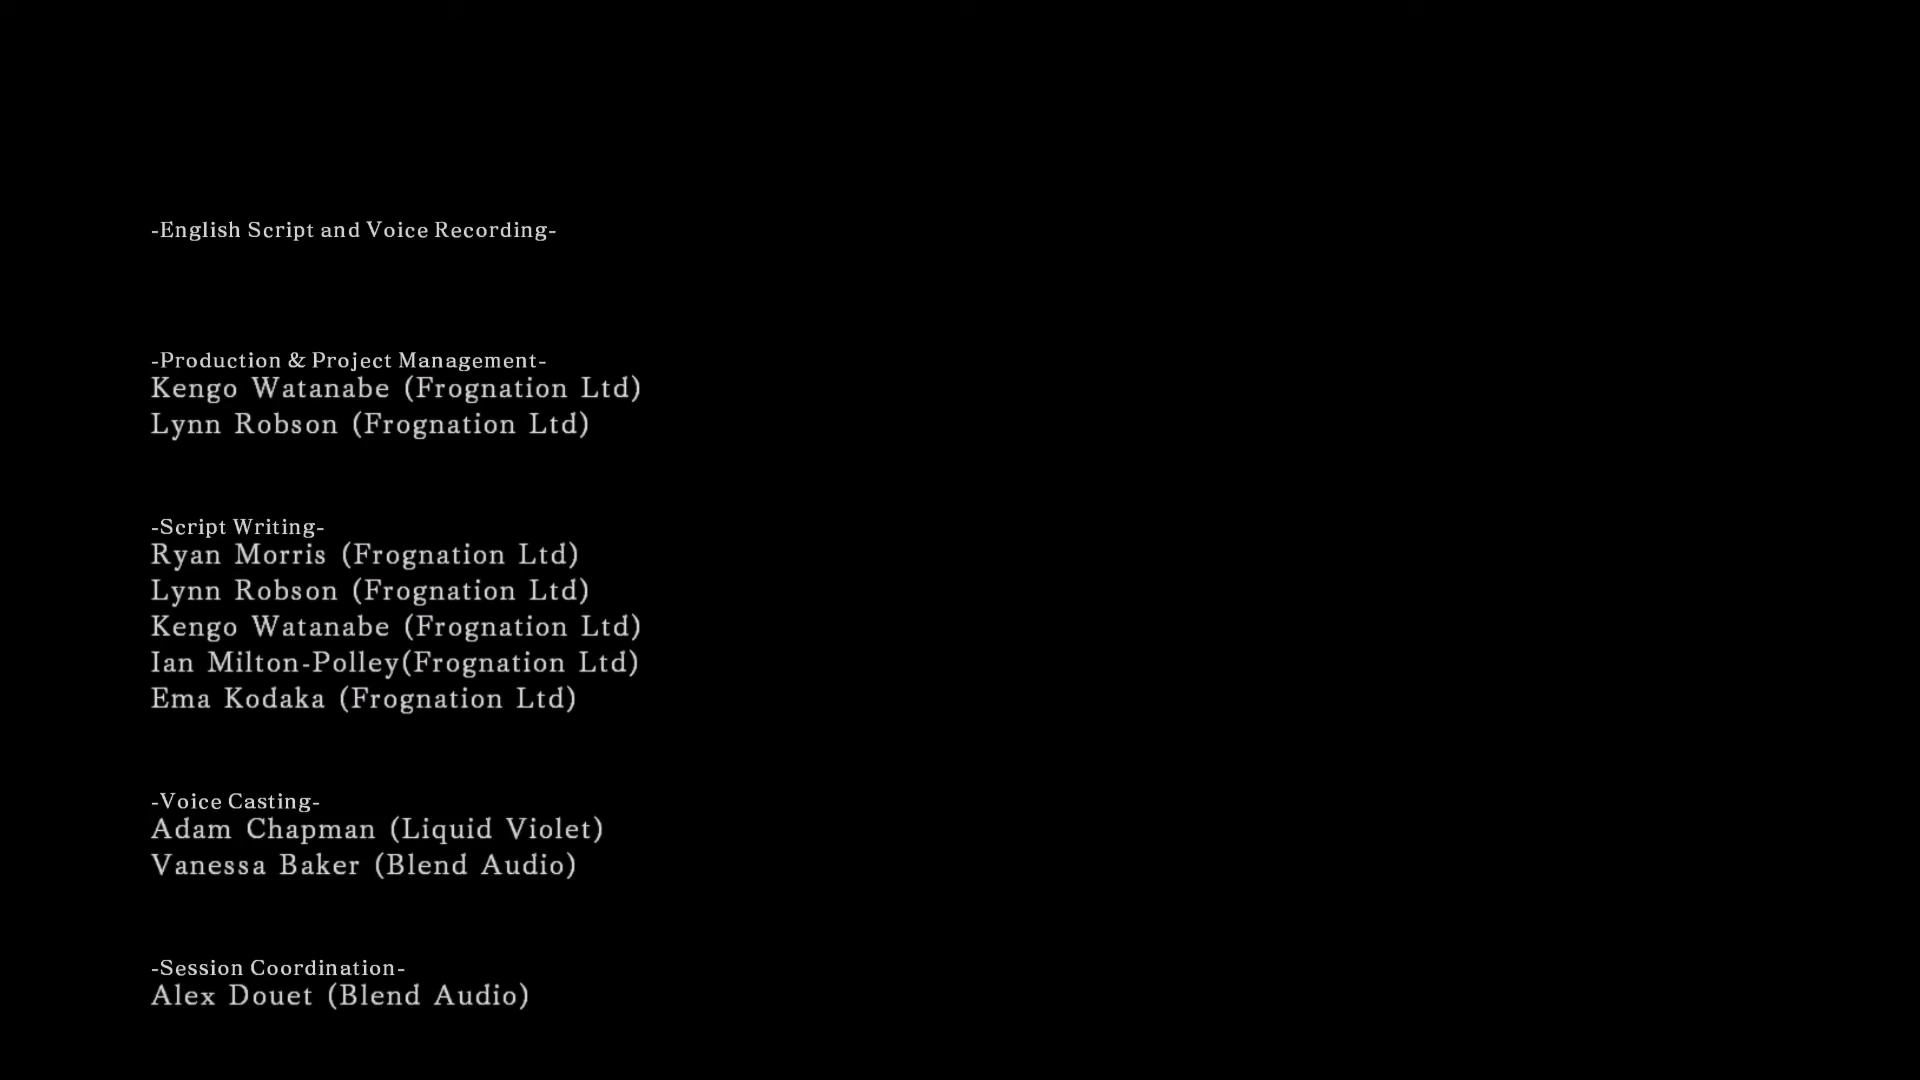 -English Script and Voice Recording-
-Production & Project Management-
Kengo Watanabe (Frognation Ltd)
Lynn Robson (Frognation Ltd)
-Script Writing-
Ryan Morris (Frognation Ltd)
Lynn Robson (Frognation Ltd)
Kengo Watanabe (Frognation Ltd)
Ian Milton-Polley(Frognation Ltd)
Ema Kodaka (Frognation Ltd)
-Voice Casting-
Adam Chapman (Liquid Violet)
Vanessa Baker (Blend Audio)
-Session Coordination-
Alex Douet (Blend Audio)